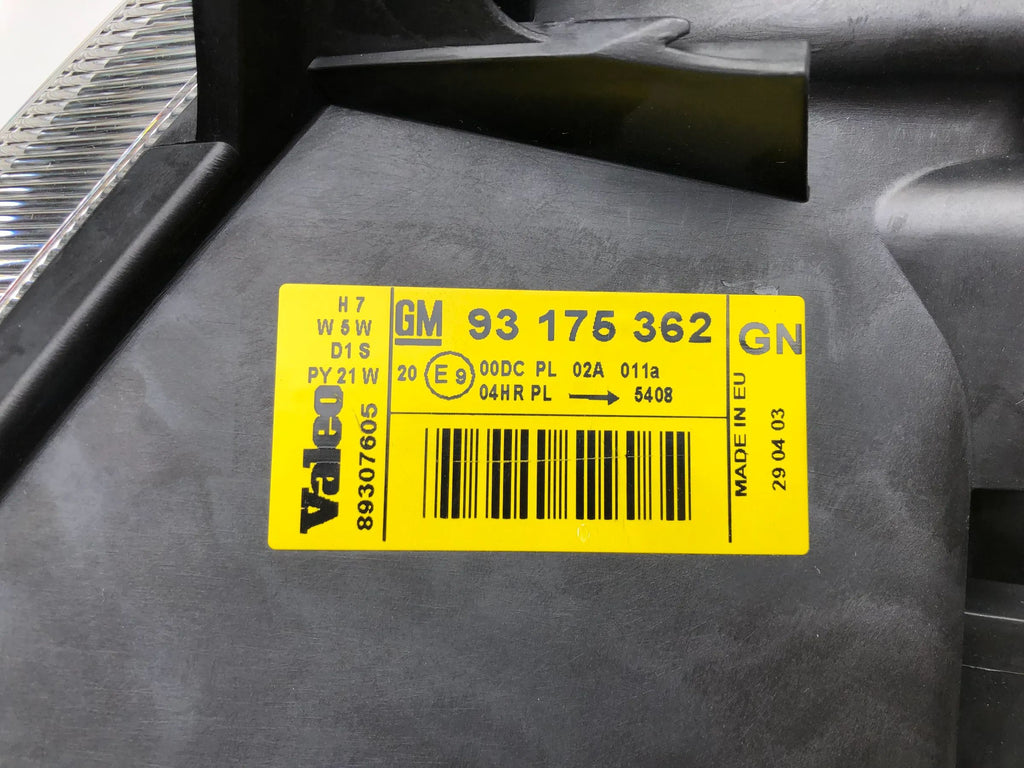 H 7
W 5 W
D1 S
PY 21 W
Valeo
89307605
GM 93 175 362
20 E 9 00DC PL 02A 011a
04HR PL → 5408
GN
MADE IN EU
29 04 03